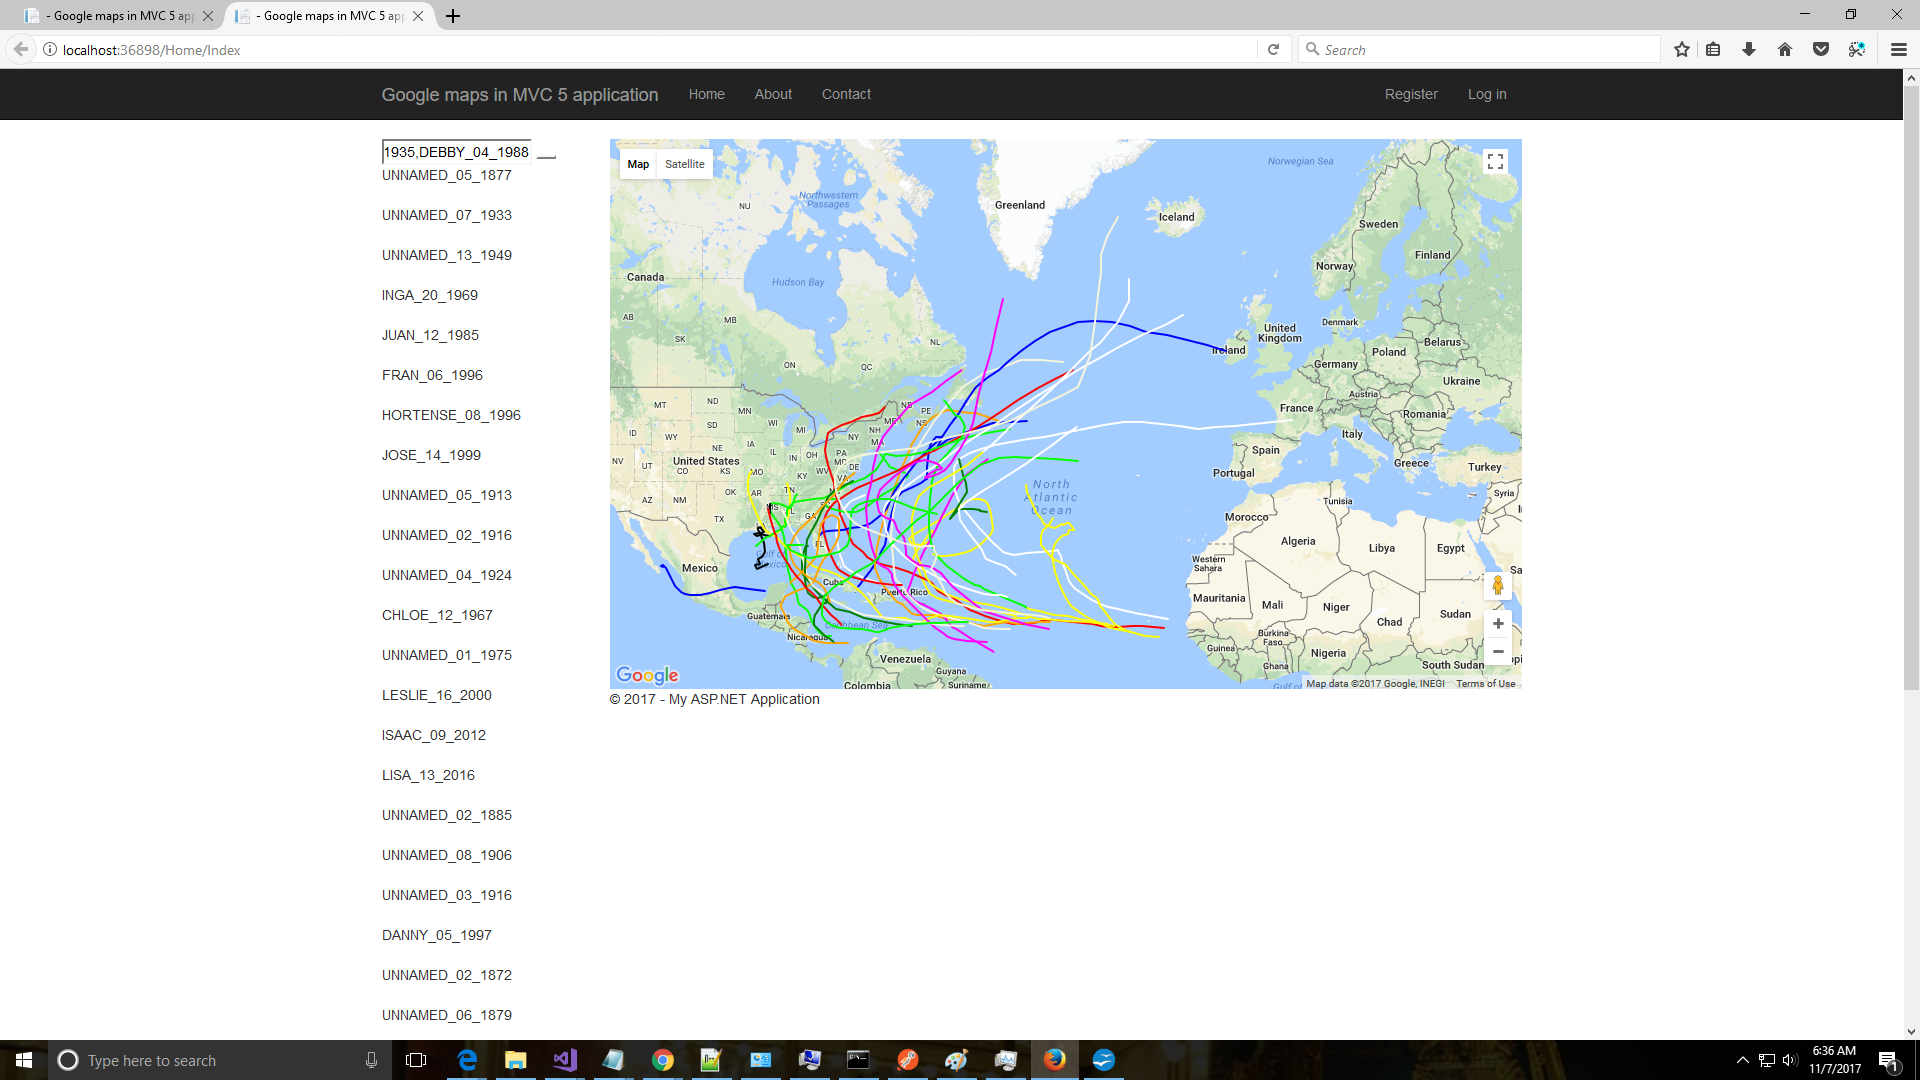 - Google maps in MVC 5 app
- Google maps in MVC 5 app
localhost:36898/Home/Index
Search
Google maps in MVC 5 application
Home
About
Contact
Register
Log in
1935,DEBBY_04_1988
UNNAMED_05_1877
UNNAMED_07_1933
UNNAMED_13_1949
INGA_20_1969
JUAN_12_1985
FRAN_06_1996
HORTENSE_08_1996
JOSE_14_1999
UNNAMED_05_1913
UNNAMED_02_1916
UNNAMED_04_1924
CHLOE_12_1967
UNNAMED_01_1975
LESLIE_16_2000
ISAAC_09_2012
LISA_13_2016
UNNAMED_02_1885
UNNAMED_08_1906
UNNAMED_03_1916
DANNY_05_1997
UNNAMED_02_1872
UNNAMED_06_1879
Map
Satellite
Norwegian Sea
Northwestern
Passages
NU
Greenland
Iceland
Sweden
Finland
Norway
Canada
Hudson Bay
AB
MB
SK
NL
ON
QC
United
Kingdom
Denmark
Ireland
Belarus
Poland
Germany
Ukraine
Austria
France
Romania
Italy
Spain
Portugal
Greece
Turkey
Syria
MT
ND
MN
NB
PE
SD
WI
ME
NS
ID
WY
MI
NH
NY
MA
IA
NE
NV
UT
United States
CO
KS
IL
IN
OH
PA
MD
DE
WV
VA
MO
KY
AZ
NM
OK
AR
TN
TX
MS
GA
FL
North
Atlantic
Ocean
Tunisia
Morocco
Algeria
Libya
Egypt
Western
Sahara
Mexico
Gulf of
Mexico
Cuba
Puerto Rico
Guatemala
Caribbean Sea
Nicaragua
Mauritania
Mali
Niger
Chad
Sudan
Burkina
Faso
Guinea
Nigeria
Ghana
South Sudan
Venezuela
Guyana
Suriname
Colombia
Gulf of
Google
Map data ©2017 Google, INEGI
Terms of Use
© 2017 - My ASP.NET Application
Type here to search
6:36 AM
11/7/2017
1